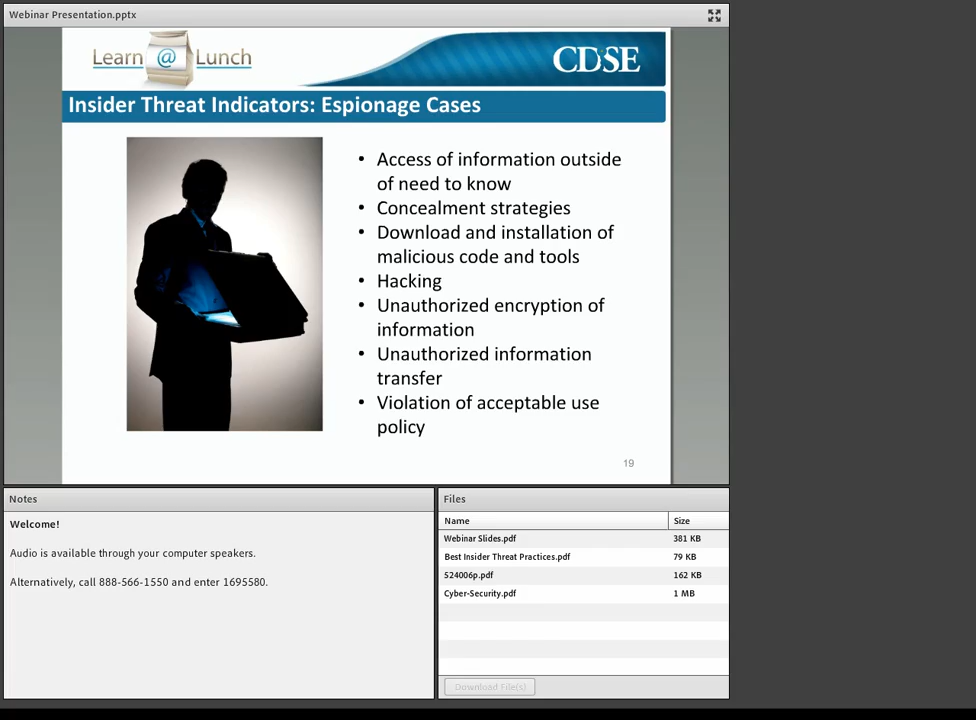 Webinar Presentation.pptx
Learn @ Lunch
CDSE
Insider Threat Indicators: Espionage Cases
• Access of information outside
of need to know
• Concealment strategies
• Download and installation of
malicious code and tools
• Hacking
• Unauthorized encryption of
information
• Unauthorized information
transfer
• Violation of acceptable use
policy
19
Notes
Welcome!
Audio is available through your computer speakers.
Alternatively, call 888-566-1550 and enter 1695580.
Files
Name Size
Webinar Slides.pdf 381 KB
Best Insider Threat Practices.pdf 79 KB
524006p.pdf 162 KB
Cyber-Security.pdf 1 MB
Download File(s)